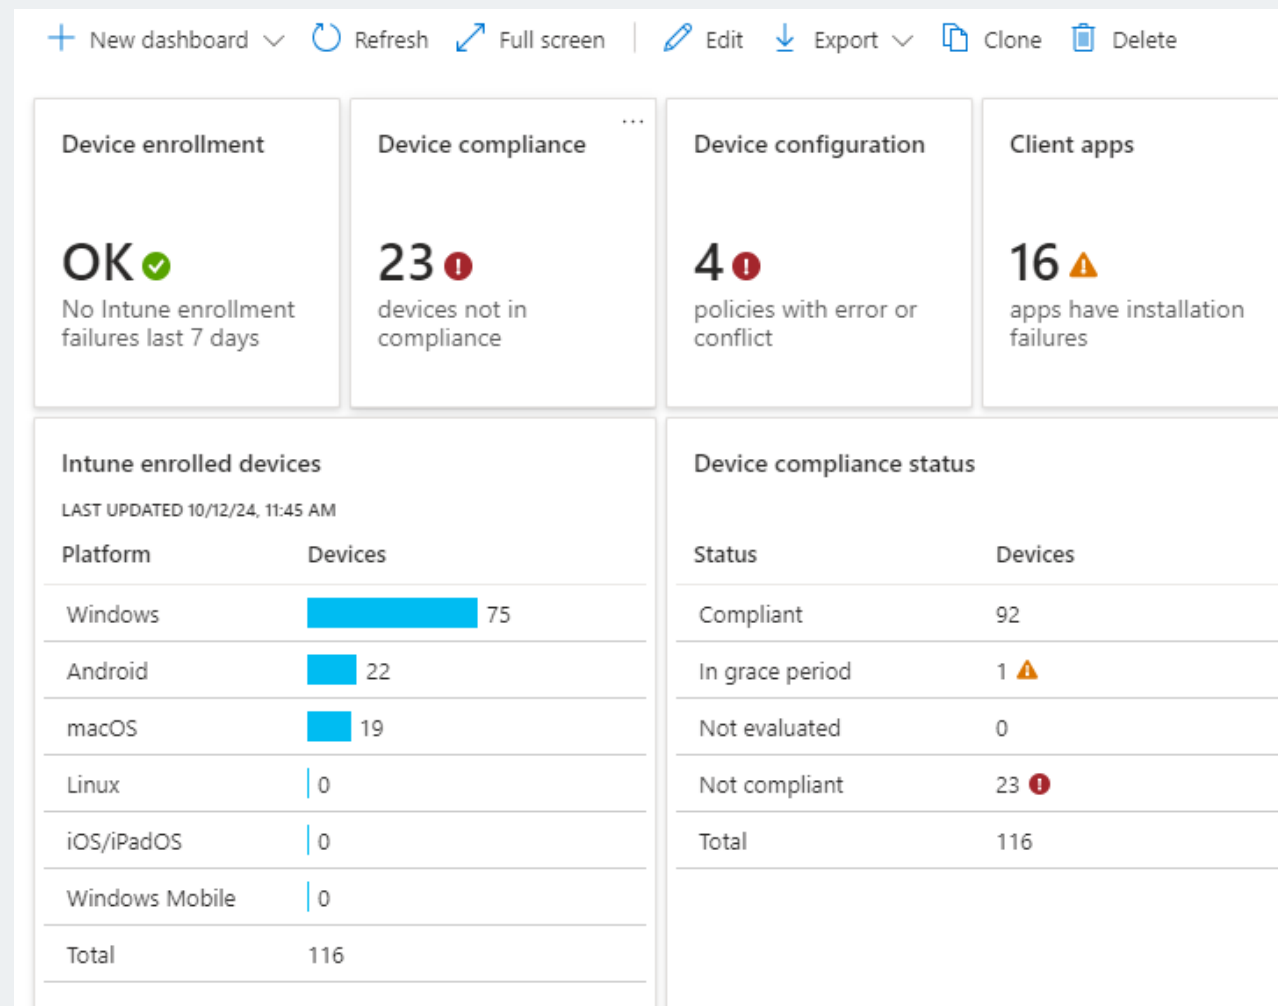 New dashboard Refresh Full screen Edit Export Clone Delete
Device enrollment
OK
No Intune enrollment
failures last 7 days
...
Device compliance
23
devices not in
compliance
Device configuration
4
policies with error or
conflict
Client apps
16
apps have installation
failures
Intune enrolled devices
LAST UPDATED 10/12/24, 11:45 AM
Platform Devices
Windows 75
Android 22
macOS 19
Linux 0
iOS/iPadOS 0
Windows Mobile 0
Total 116
Device compliance status
Status Devices
Compliant 92
In grace period 1
Not evaluated 0
Not compliant 23
Total 116